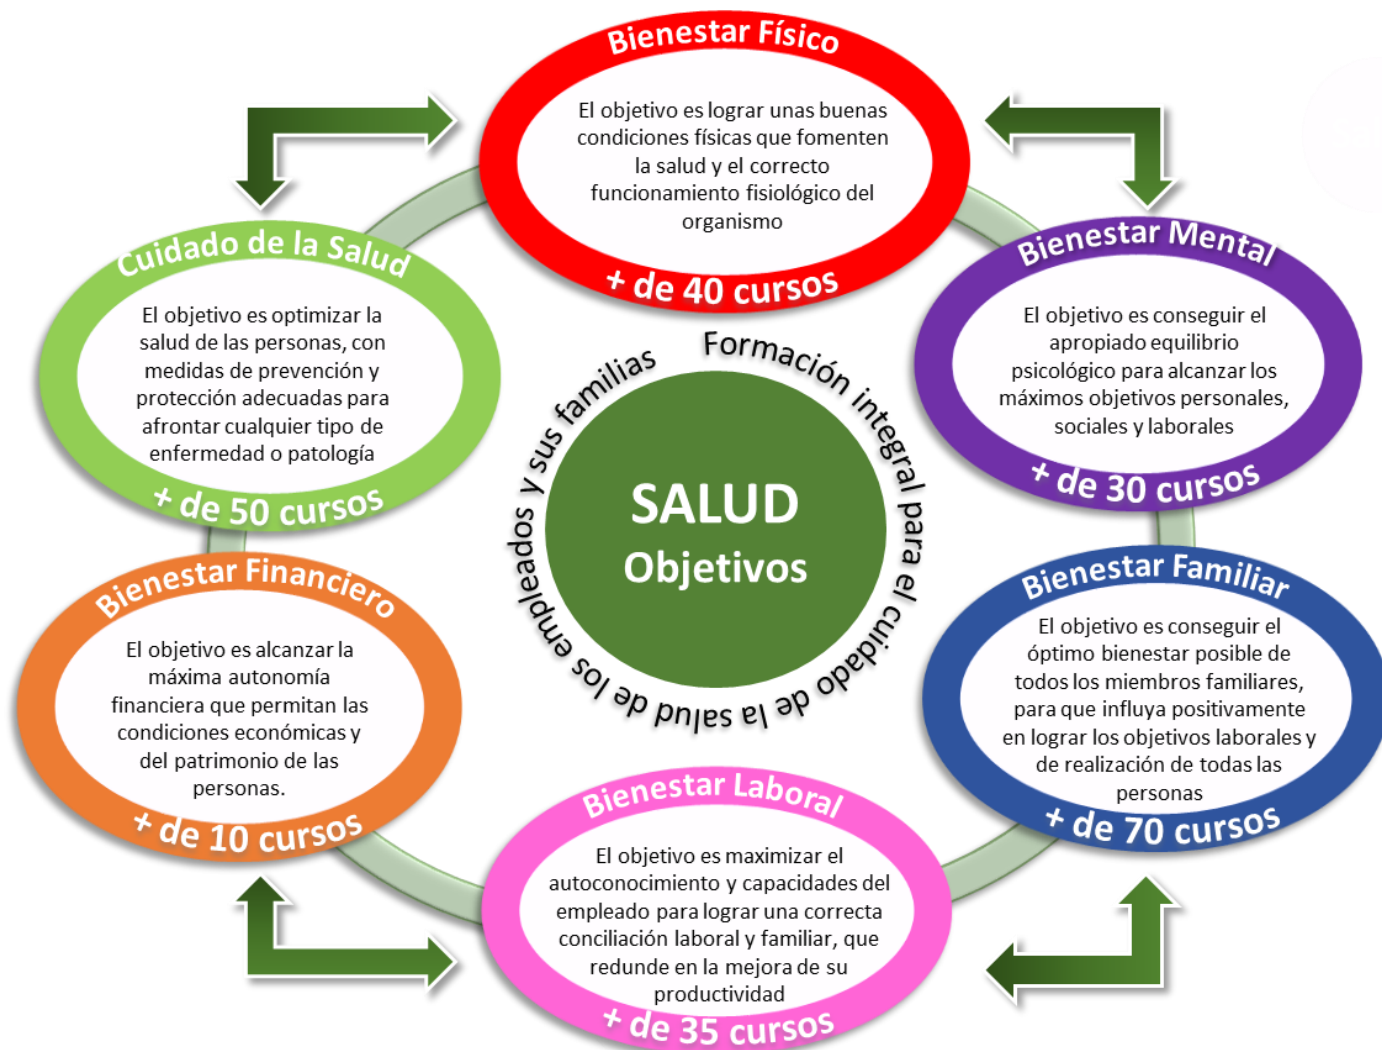 Bienestar Físico
El objetivo es lograr unas buenas
condiciones físicas que fomenten
la salud y el correcto
funcionamiento fisiológico del
organismo
+ de 40 cursos
Cuidado de la Salud
El objetivo es optimizar la
salud de las personas, con
medidas de prevención y
protección adecuadas para
afrontar cualquier tipo de
enfermedad o patología
+ de 50 cursos
Bienestar Mental
El objetivo es conseguir el
apropiado equilibrio
psicológico para alcanzar los
máximos objetivos personales,
sociales y laborales
+ de 30 cursos
Formación integral para el cuidado de la salud de los empleados y sus familias
SALUD
Objetivos
Bienestar Financiero
El objetivo es alcanzar la
máxima autonomía
financiera que permitan las
condiciones económicas y
del patrimonio de las
personas.
+ de 10 cursos
Bienestar Familiar
El objetivo es conseguir el
óptimo bienestar posible de
todos los miembros familiares,
para que influya positivamente
en lograr los objetivos laborales y
de realización de todas las
personas
+ de 70 cursos
Bienestar Laboral
El objetivo es maximizar el
autoconocimiento y capacidades del
empleado para lograr una correcta
conciliación laboral y familiar, que
redunde en la mejora de su
productividad
+ de 35 cursos